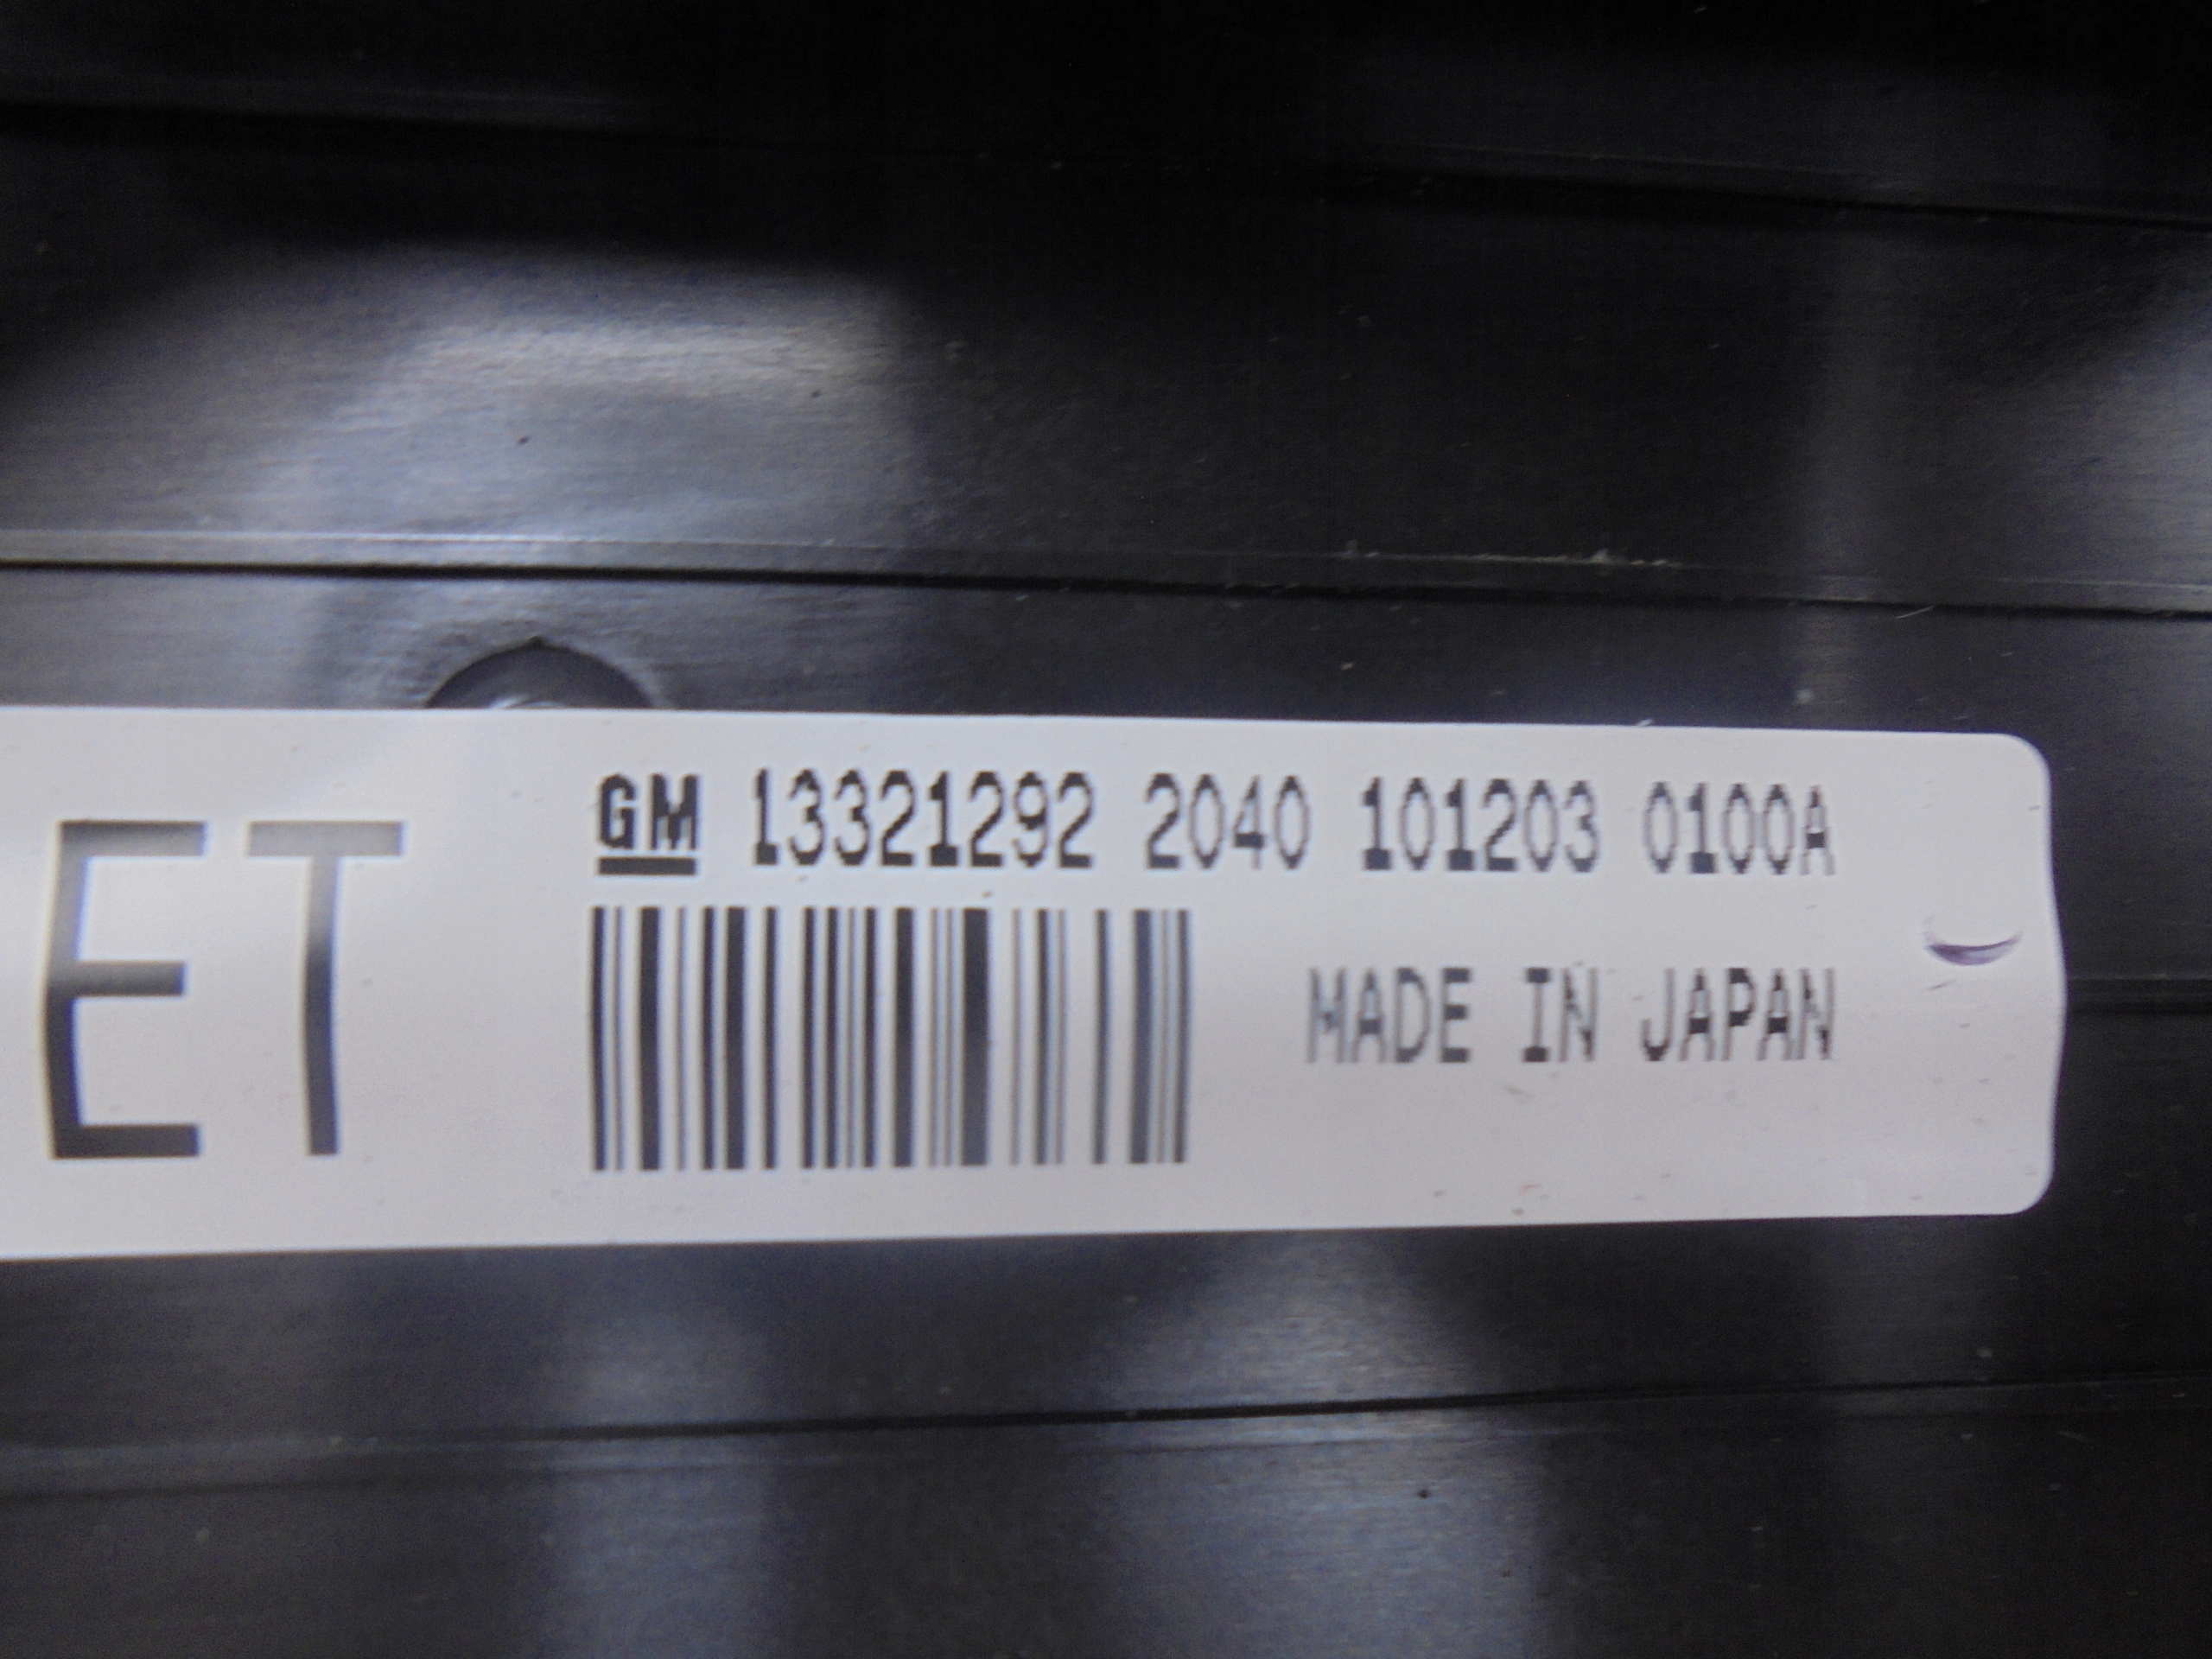 ET
GM 13321292 2040 101203 0100A
MADE IN JAPAN